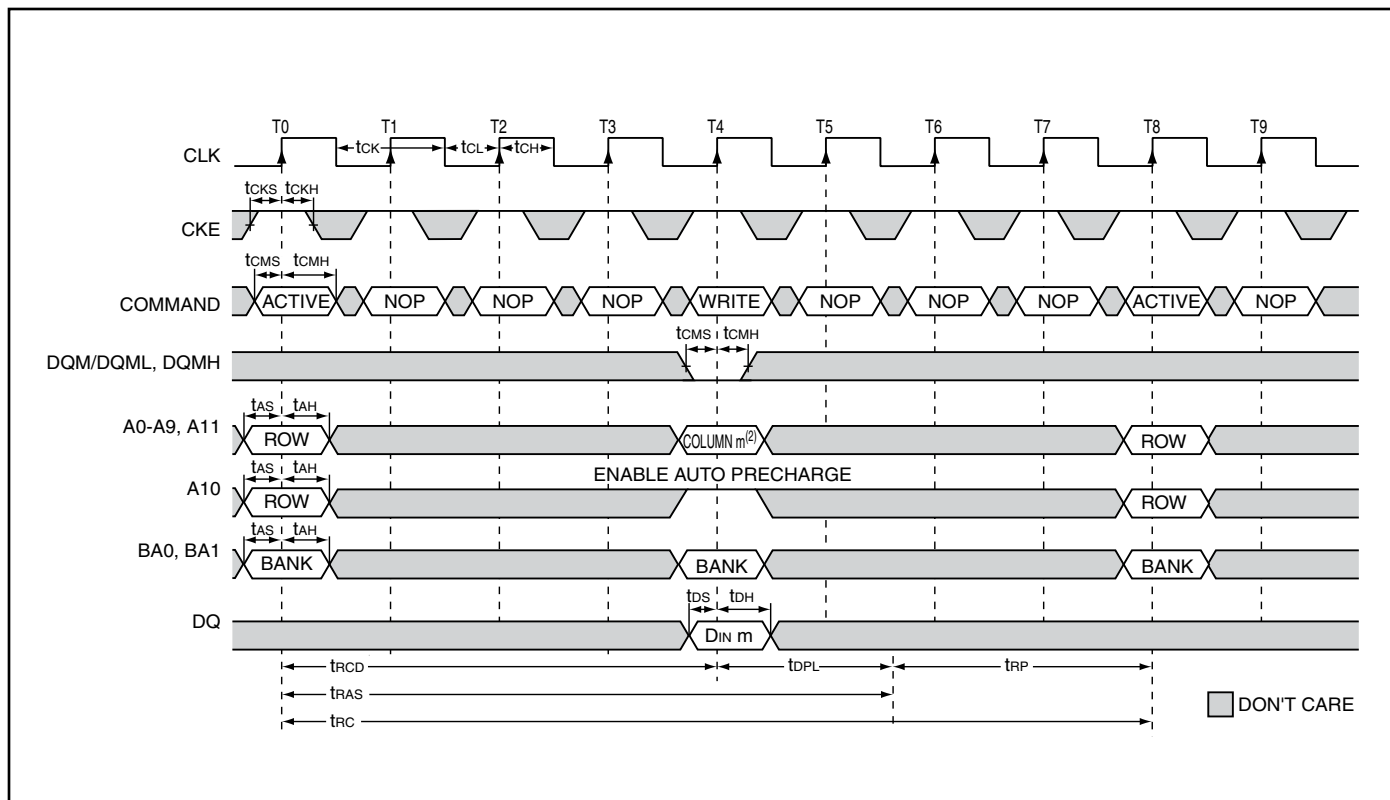 T0 T1 T2 T3 T4 T5 T6 T7 T8 T9
CLK tCK tCL tCH
tCKS tCKH
CKE
tCMS tCMH
COMMAND ACTIVE NOP NOP NOP WRITE NOP NOP NOP ACTIVE NOP
tCMS tCMH
DQM/DQML, DQMH
tAS tAH
A0-A9, A11 ROW COLUMN m(2) ROW
tAS tAH ENABLE AUTO PRECHARGE
A10 ROW ROW
tAS tAH
BA0, BA1 BANK BANK BANK
tDS tDH
DQ DIN m
tRCD tDPL tRP
tRAS
tRC
DON'T CARE